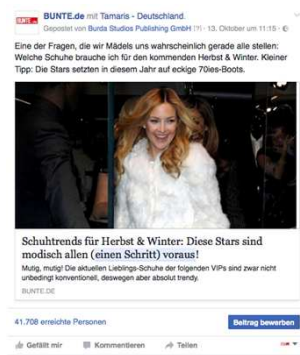 BUNTE.de mit Tamaris - Deutschland.
Gepostet von Burda Studios Publishing GmbH [?] · 13. Oktober um 11:15 ·
Eine der Fragen, die wir Mädels uns wahrscheinlich gerade alle stellen:
Welche Schuhe brauche ich für den kommenden Herbst & Winter. Kleiner
Tipp: Die Stars setzten in diesem Jahr auf eckige 70ies-Boots.
Schuhtrends für Herbst & Winter: Diese Stars sind
modisch allen (einen Schritt) voraus!
Mutig, mutig! Die aktuellen Lieblings-Schuhe der folgenden VIPs sind zwar nicht
unbedingt konventionell, deswegen aber absolut trendy.
BUNTE.DE
41.708 erreichte Personen
Beitrag bewerben
Gefällt mir Kommentieren Teilen